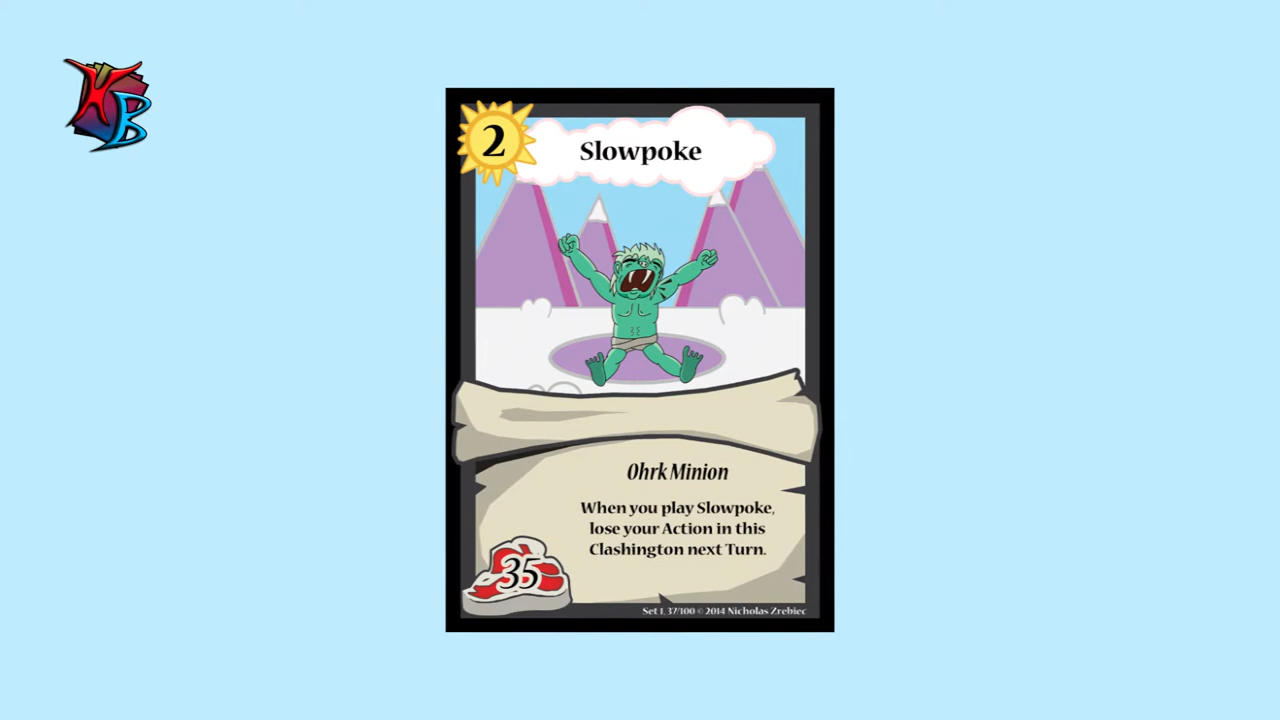 KB
2
Slowpoke
Ohrk Minion
When you play Slowpoke,
lose your Action in this
Clashington next Turn.
35
Set 1, 37/100 © 2014 Nicholas Zrebiec